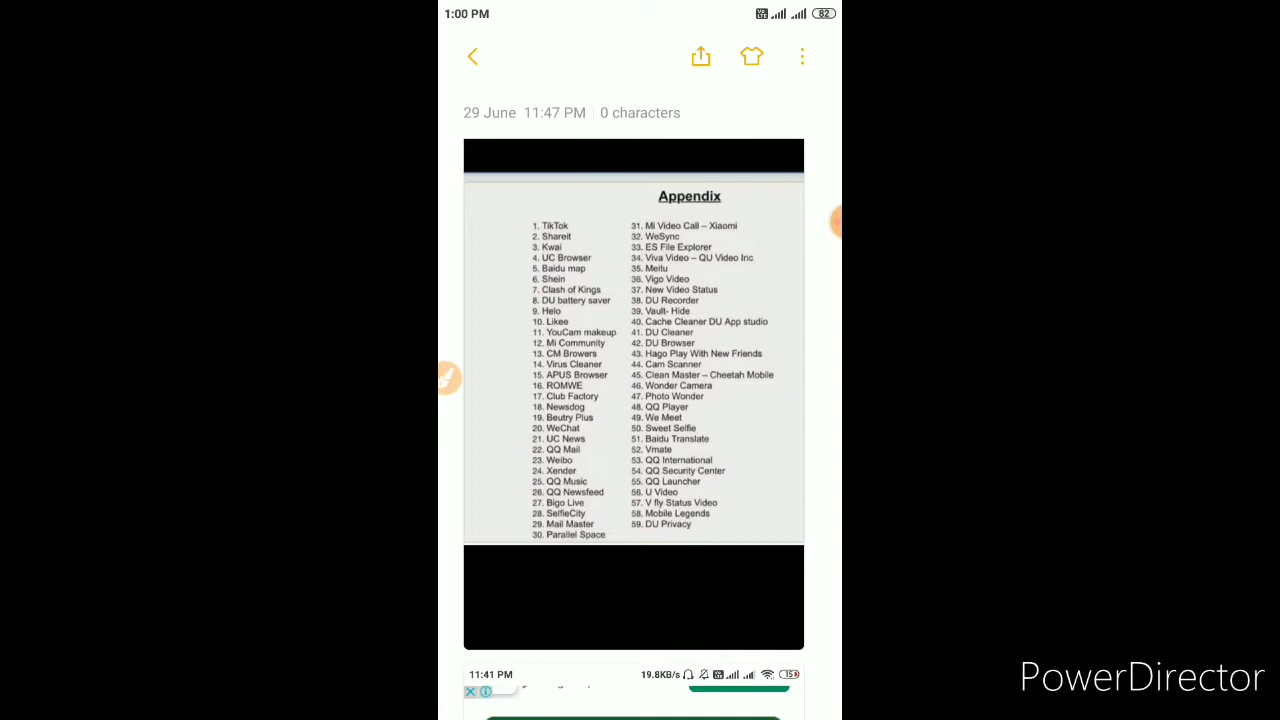 1:00 PM
82
29 June 11:47 PM 0 characters
Appendix
1. TikTok
2. Shareit
3. Kwai
4. UC Browser
5. Baidu map
6. Shein
7. Clash of Kings
8. DU battery saver
9. Helo
10. Likee
11. YouCam makeup
12. Mi Community
13. CM Browers
14. Virus Cleaner
15. APUS Browser
16. ROMWE
17. Club Factory
18. Newsdog
19. Beutry Plus
20. WeChat
21. UC News
22. QQ Mail
23. Weibo
24. Xender
25. QQ Music
26. QQ Newsfeed
27. Bigo Live
28. SelfieCity
29. Mail Master
30. Parallel Space
31. Mi Video Call – Xiaomi
32. WeSync
33. ES File Explorer
34. Viva Video – QU Video Inc
35. Meitu
36. Vigo Video
37. New Video Status
38. DU Recorder
39. Vault- Hide
40. Cache Cleaner DU App studio
41. DU Cleaner
42. DU Browser
43. Hago Play With New Friends
44. Cam Scanner
45. Clean Master – Cheetah Mobile
46. Wonder Camera
47. Photo Wonder
48. QQ Player
49. We Meet
50. Sweet Selfie
51. Baidu Translate
52. Vmate
53. QQ International
54. QQ Security Center
55. QQ Launcher
56. U Video
57. V fly Status Video
58. Mobile Legends
59. DU Privacy
11:41 PM 19.8KB/s 15
PowerDirector